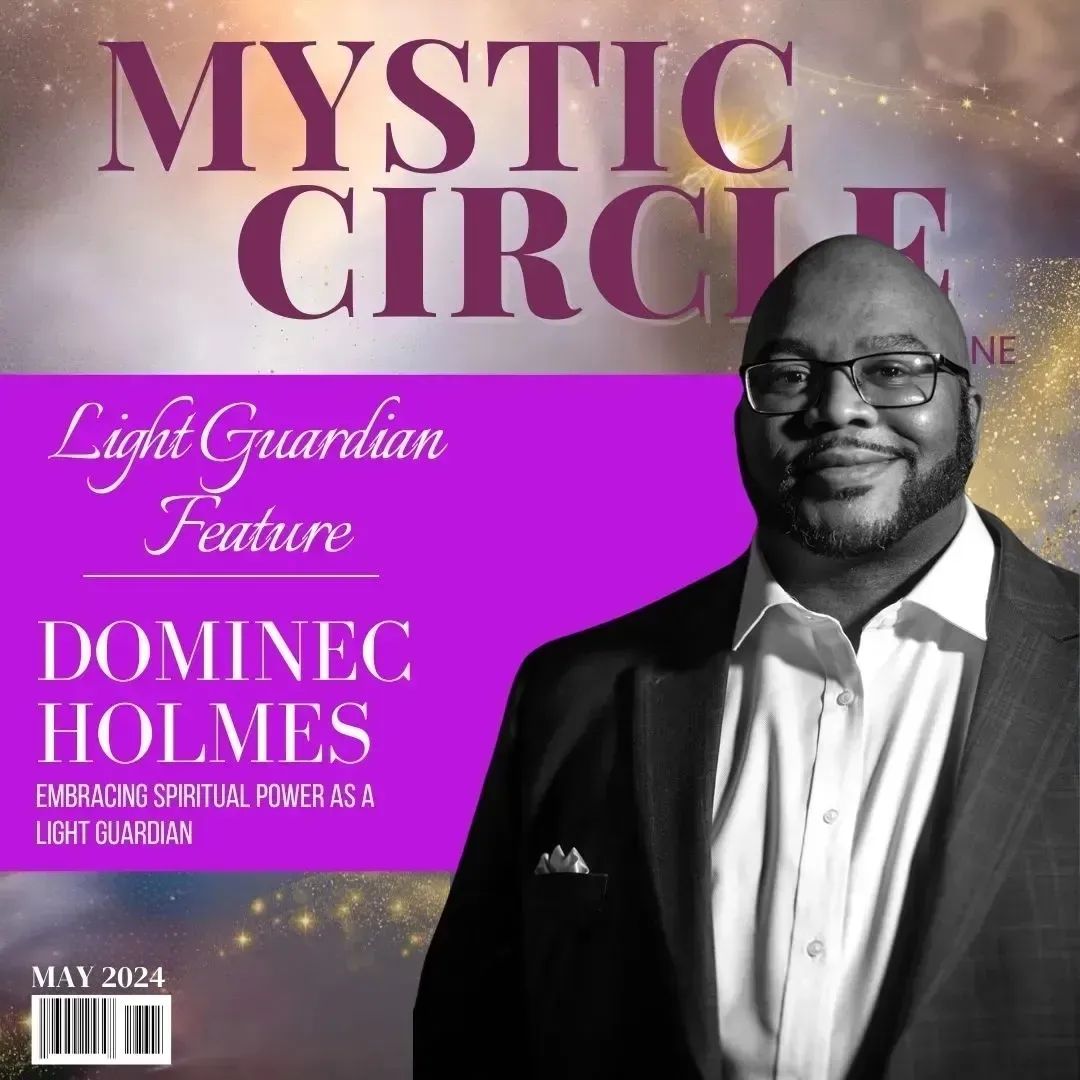 MYSTIC
CIRCLE
NE
Light Guardian
Feature
DOMINEC
HOLMES
EMBRACING SPIRITUAL POWER AS A
LIGHT GUARDIAN
MAY 2024